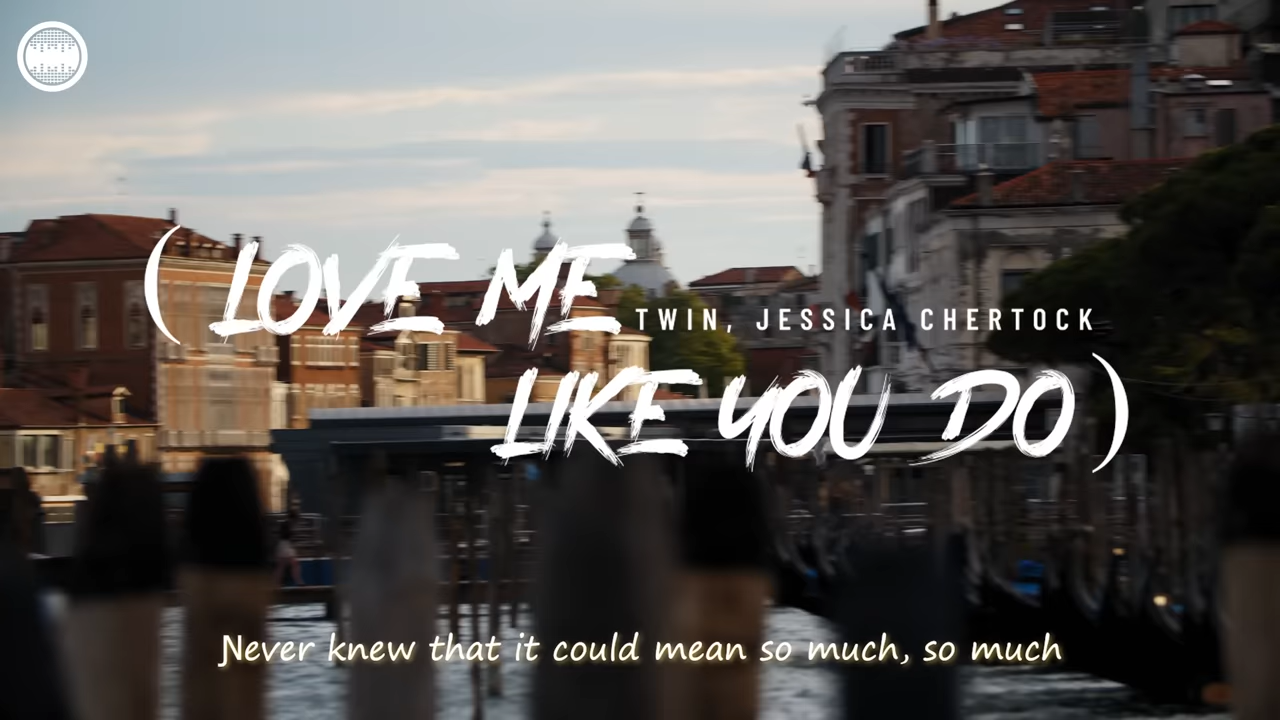 ( LOVE ME
TWIN, JESSICA CHERTOCK
LIKE YOU DO )
Never knew that it could mean so much, so much